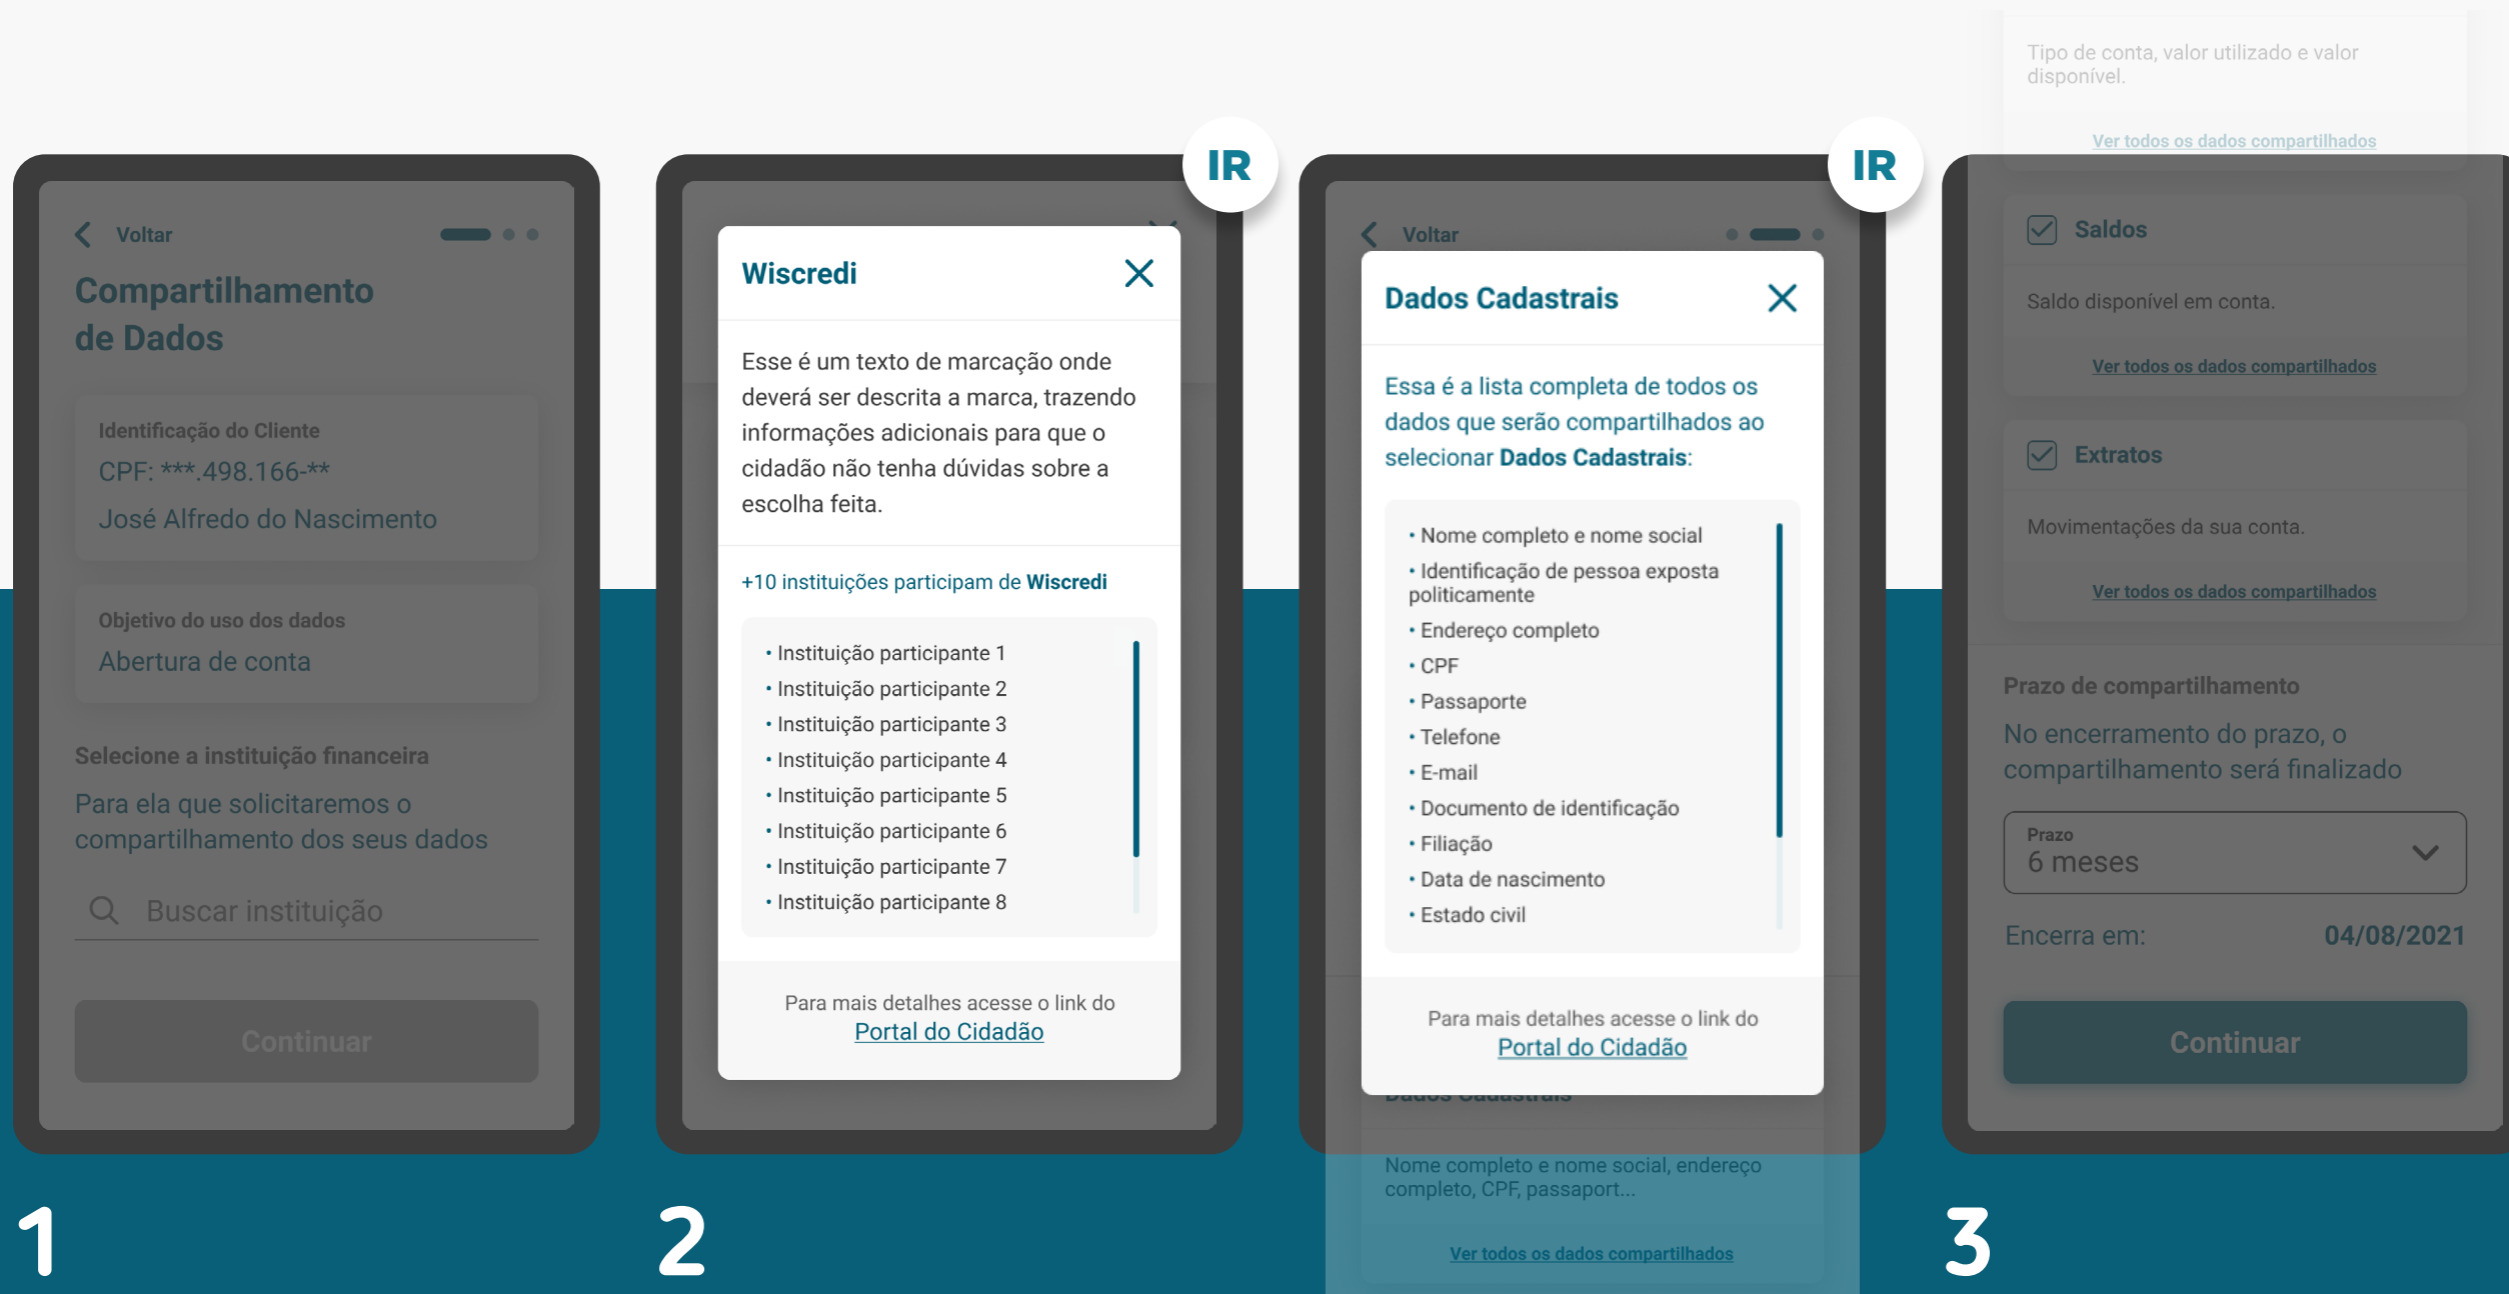 Voltar
Compartilhamento
de Dados
Identificação do Cliente
CPF: ***.498.166-**
José Alfredo do Nascimento
Objetivo do uso dos dados
Abertura de conta
Selecione a instituição financeira
Para ela que solicitaremos o
compartilhamento dos seus dados
Buscar instituição
Continuar
1
IR
Wiscredi
Esse é um texto de marcação onde
deverá ser descrita a marca, trazendo
informações adicionais para que o
cidadão não tenha dúvidas sobre a
escolha feita.
+10 instituições participam de Wiscredi
• Instituição participante 1
• Instituição participante 2
• Instituição participante 3
• Instituição participante 4
• Instituição participante 5
• Instituição participante 6
• Instituição participante 7
• Instituição participante 8
Para mais detalhes acesse o link do
Portal do Cidadão
2
IR
Voltar
Dados Cadastrais
Essa é a lista completa de todos os
dados que serão compartilhados ao
selecionar Dados Cadastrais:
• Nome completo e nome social
• Identificação de pessoa exposta
politicamente
• Endereço completo
• CPF
• Passaporte
• Telefone
• E-mail
• Documento de identificação
• Filiação
• Data de nascimento
• Estado civil
Para mais detalhes acesse o link do
Portal do Cidadão
Dados Cadastrais
Nome completo e nome social, endereço
completo, CPF, passaport...
Ver todos os dados compartilhados
Tipo de conta, valor utilizado e valor
disponível.
Ver todos os dados compartilhados
Saldos
Saldo disponível em conta.
Ver todos os dados compartilhados
Extratos
Movimentações da sua conta.
Ver todos os dados compartilhados
Prazo de compartilhamento
No encerramento do prazo, o
compartilhamento será finalizado
Prazo
6 meses
Encerra em: 04/08/2021
Continuar
3